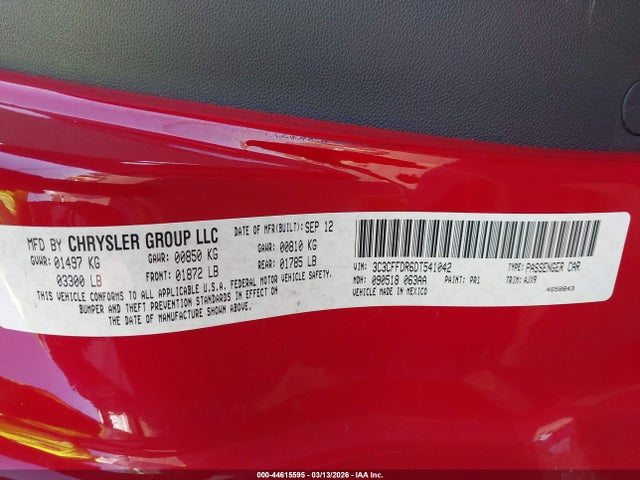 MFD BY CHRYSLER GROUP LLC
DATE OF MFR(BUILT): SEP 12
GVWR: 01497 KG GAWR: 00850 KG GAWR: 00810 KG
03300 LB FRONT: 01872 LB REAR: 01785 LB
THIS VEHICLE CONFORMS TO ALL APPLICABLE U.S.A. FEDERAL MOTOR VEHICLE SAFETY,
BUMPER AND THEFT PREVENTION STANDARDS IN EFFECT ON
THE DATE OF MANUFACTURE SHOWN ABOVE.
VIN: 3C3CFFDR6DT541042 TYPE: PASSENGER CAR
MDH: 090518 063AA PAINT: PR1 TRIM: AJX9
VEHICLE MADE IN MEXICO 4658843
000-44615595 - 03/13/2026 - IAA Inc.